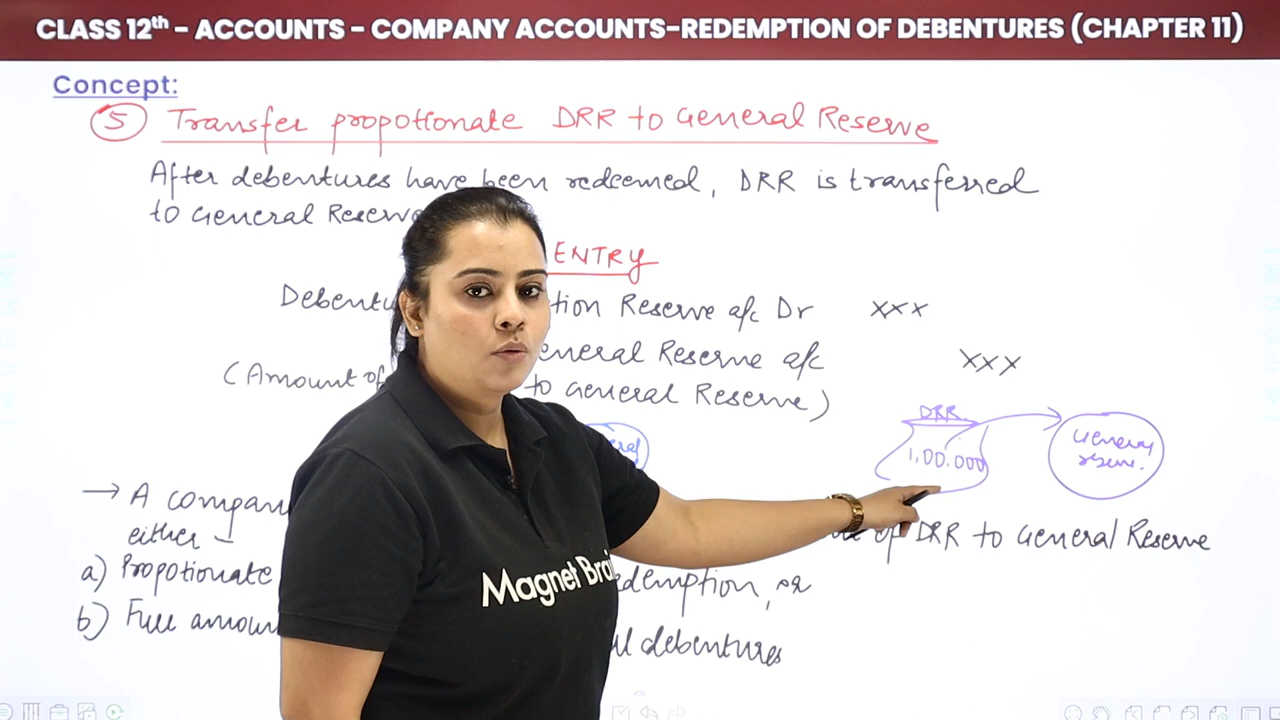 CLASS 12th - ACCOUNTS - COMPANY ACCOUNTS-REDEMPTION OF DEBENTURES (CHAPTER 11)
Concept:
5 Transfer propotionate DRR to General Reserve
After debentures have been redeemed, DRR is transferred
to General Reserve
ENTRY
Debentu tion Reserve a/c Dr xxx
eneral Reserve a/c xxx
(Amount of to General Reserve)
DRR
1,00,000
General
→ A compan
either
of DRR to General Reserve
a) Propotionate edemption, or
b) Full amoun debentures
Magnet Brai